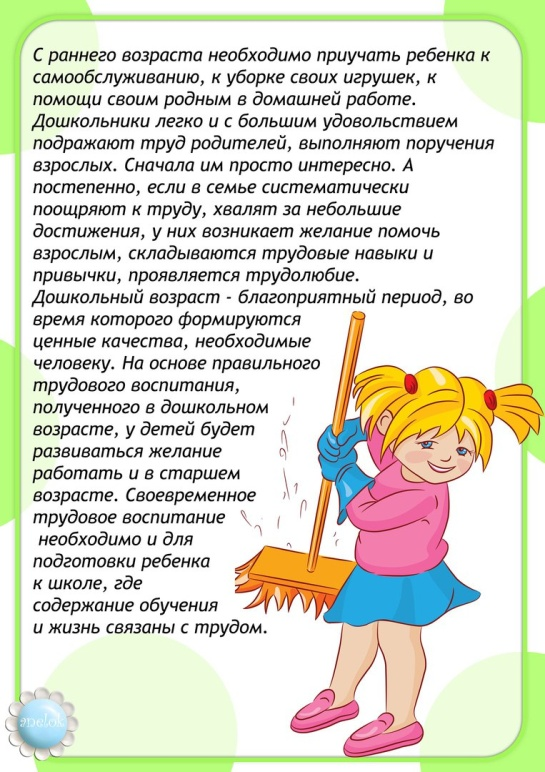 С раннего возраста необходимо приучать ребенка к
самообслуживанию, к уборке своих игрушек, к
помощи своим родным в домашней работе.
Дошкольники легко и с большим удовольствием
подражают труд родителей, выполняют поручения
взрослых. Сначала им просто интересно. А
постепенно, если в семье систематически
поощряют к труду, хвалят за небольшие
достижения, у них возникает желание помочь
взрослым, складываются трудовые навыки и
привычки, проявляется трудолюбие.
Дошкольный возраст - благоприятный период, во
время которого формируются
ценные качества, необходимые
человеку. На основе правильного
трудового воспитания,
полученного в дошкольном
возрасте, у детей будет
развиваться желание
работать и в старшем
возрасте. Своевременное
трудовое воспитание
необходимо и для
подготовки ребенка
к школе, где
содержание обучения
и жизнь связаны с трудом.
anelok